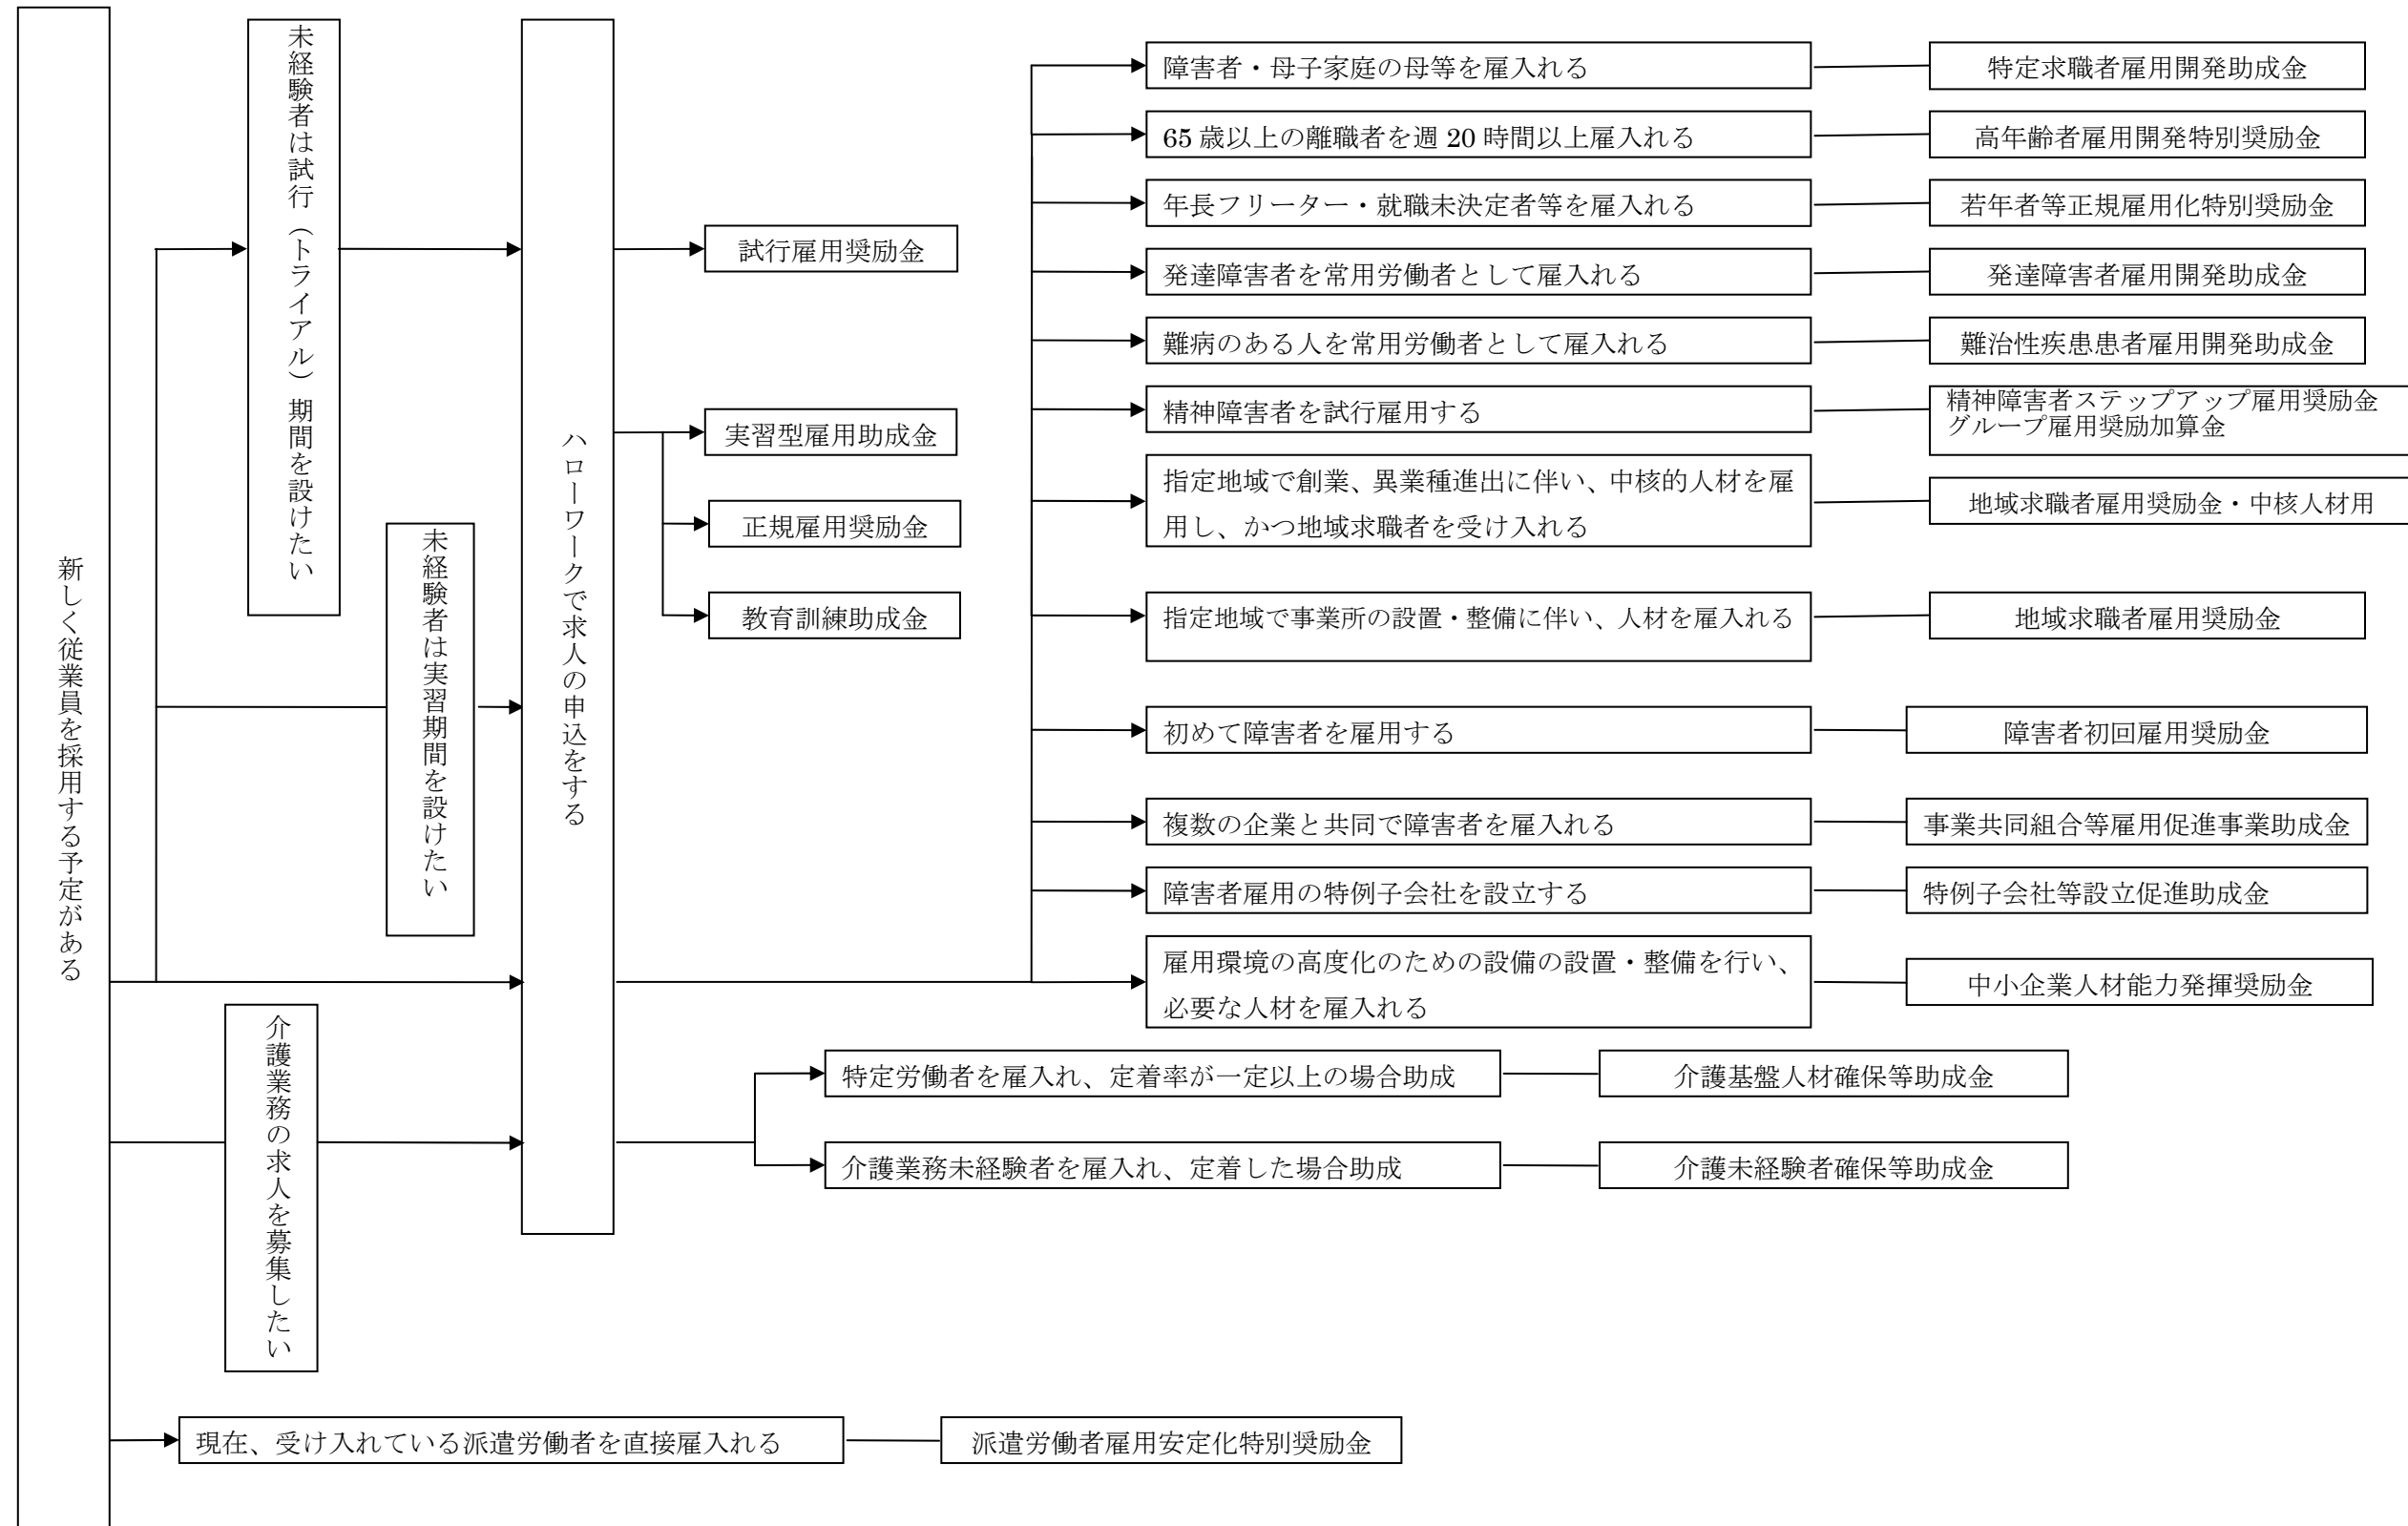 新しく従業員を採用する予定がある
未経験者は試行（トライアル）期間を設けたい
未経験者は実習期間を設けたい
介護業務の求人を募集したい
ハローワークで求人の申込をする
試行雇用奨励金
実習型雇用助成金
正規雇用奨励金
教育訓練助成金
障害者・母子家庭の母等を雇入れる
特定求職者雇用開発助成金
65 歳以上の離職者を週 20 時間以上雇入れる
高年齢者雇用開発特別奨励金
年長フリーター・就職未決定者等を雇入れる
若年者等正規雇用化特別奨励金
発達障害者を常用労働者として雇入れる
発達障害者雇用開発助成金
難病のある人を常用労働者として雇入れる
難治性疾患患者雇用開発助成金
精神障害者を試行雇用する
精神障害者ステップアップ雇用奨励金
グループ雇用奨励加算金
指定地域で創業、異業種進出に伴い、中核的人材を雇
用し、かつ地域求職者を受け入れる
地域求職者雇用奨励金・中核人材用
指定地域で事業所の設置・整備に伴い、人材を雇入れる
地域求職者雇用奨励金
初めて障害者を雇用する
障害者初回雇用奨励金
複数の企業と共同で障害者を雇入れる
事業共同組合等雇用促進事業助成金
障害者雇用の特例子会社を設立する
特例子会社等設立促進助成金
雇用環境の高度化のための設備の設置・整備を行い、
必要な人材を雇入れる
中小企業人材能力発揮奨励金
特定労働者を雇入れ、定着率が一定以上の場合助成
介護基盤人材確保等助成金
介護業務未経験者を雇入れ、定着した場合助成
介護未経験者確保等助成金
現在、受け入れている派遣労働者を直接雇入れる
派遣労働者雇用安定化特別奨励金